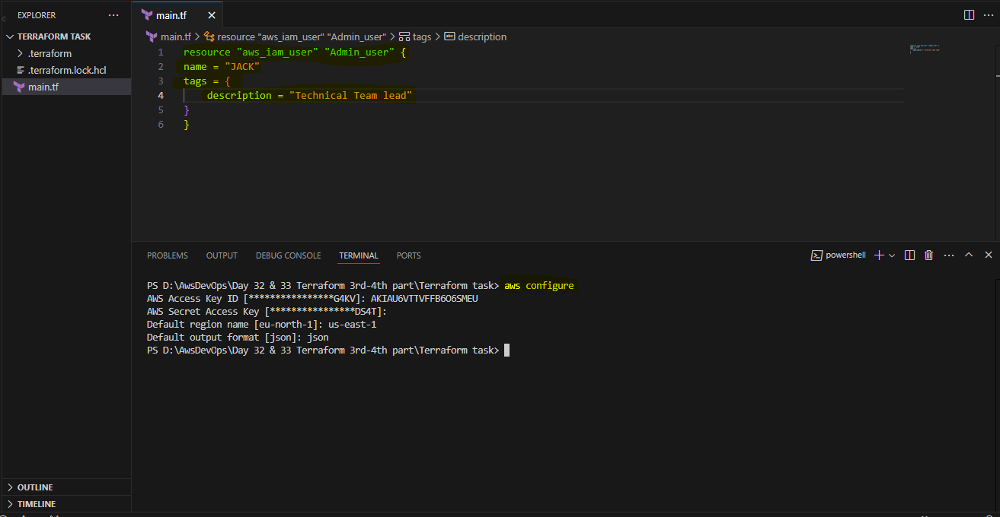 EXPLORER
TERRAFORM TASK
.terraform
.terraform.lock.hcl
main.tf
main.tf
main.tf > resource "aws_iam_user" "Admin_user" > tags > description
1 resource "aws_iam_user" "Admin_user" {
2 name = "JACK"
3 tags = {
4 description = "Technical Team lead"
5 }
6 }
PROBLEMS OUTPUT DEBUG CONSOLE TERMINAL PORTS
powershell
PS D:\AwsDevOps\Day 32 & 33 Terraform 3rd-4th part\Terraform task> aws configure
AWS Access Key ID [****************G4KV]: AKIAU6VTTVFFB6O6SMEU
AWS Secret Access Key [****************DS4T]:
Default region name [eu-north-1]: us-east-1
Default output format [json]: json
PS D:\AwsDevOps\Day 32 & 33 Terraform 3rd-4th part\Terraform task>
OUTLINE
TIMELINE